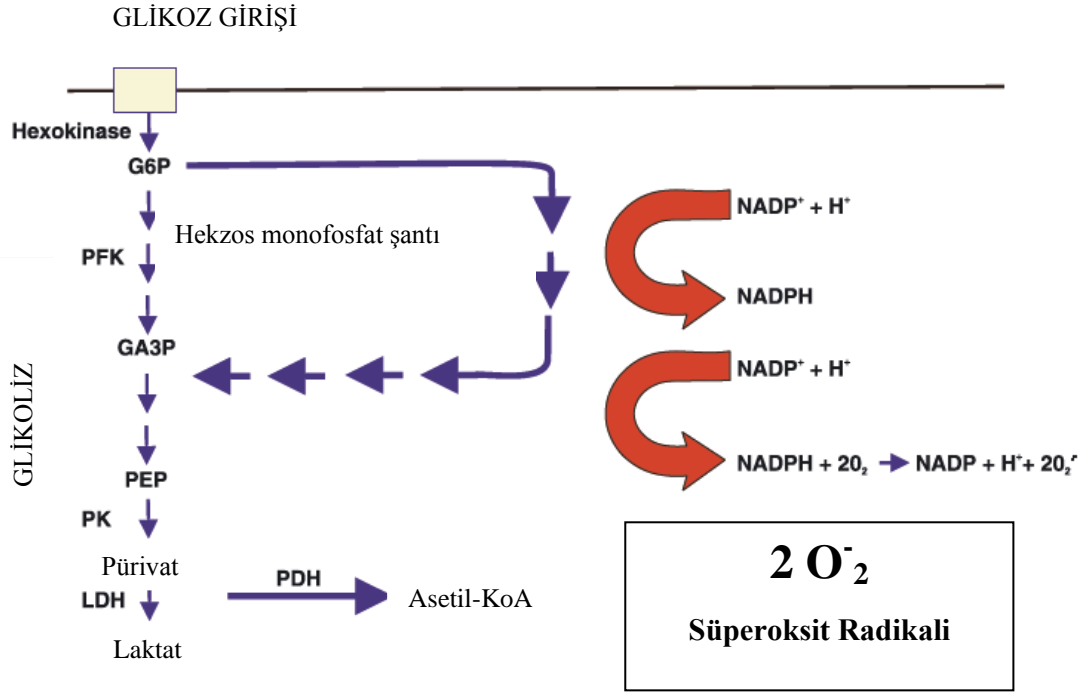 GLİKOZ GİRİŞİ
Hexokinase
G6P
Hekzos monofosfat şantı
PFK
GA3P
GLİKOLİZ
PEP
PK
Pürivat
LDH
PDH
Asetil-KoA
Laktat
NADP⁺ + H⁺
NADPH
NADP⁺ + H⁺
NADPH + 2O₂ → NADP + H⁺ + 2O₂⁻
2 O⁻₂
Süperoksit Radikali